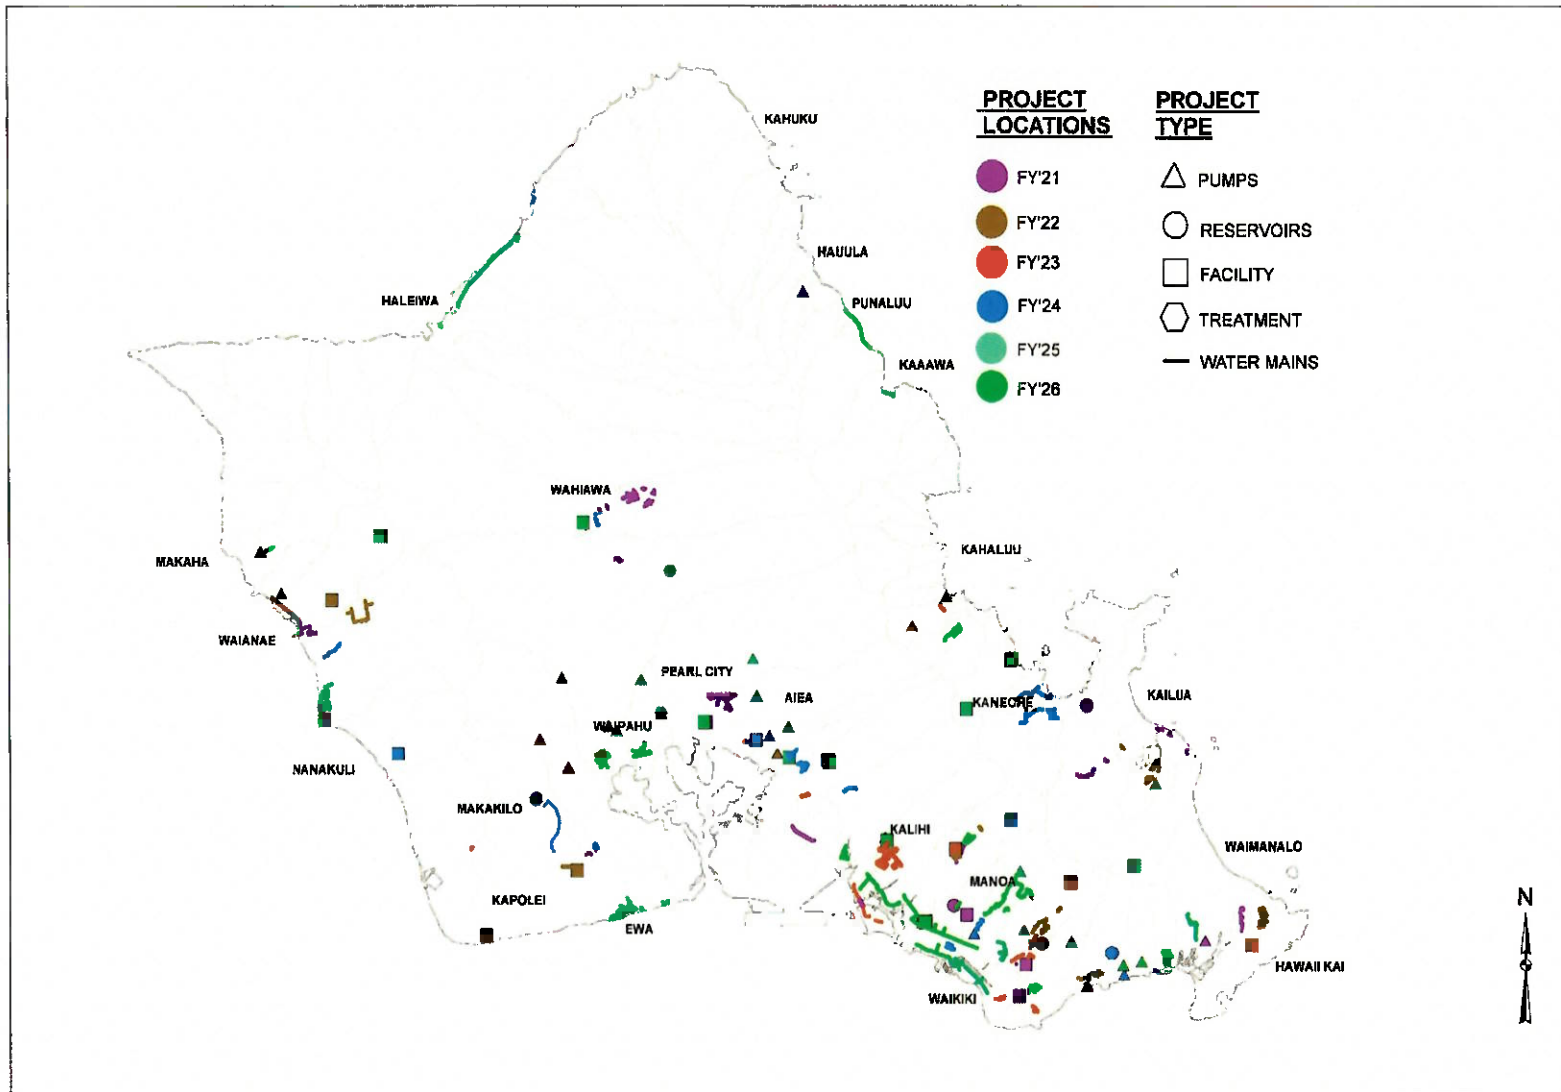 PROJECT
LOCATIONS
FY'21
FY'22
FY'23
FY'24
FY'25
FY'26
PROJECT
TYPE
PUMPS
RESERVOIRS
FACILITY
TREATMENT
WATER MAINS
KAHUKU
HAUULA
HALEIWA
PUNALUU
KAAAWA
WAHIAWA
MAKAHA
KAHALUU
WAIANAE
PEARL CITY
AIEA
KAILUA
KANEOHE
WAIPAHU
NANAKULI
MAKAKILO
KALIHI
WAIMANALO
MANOA
KAPOLEI
EWA
HAWAII KAI
WAIKIKI
N